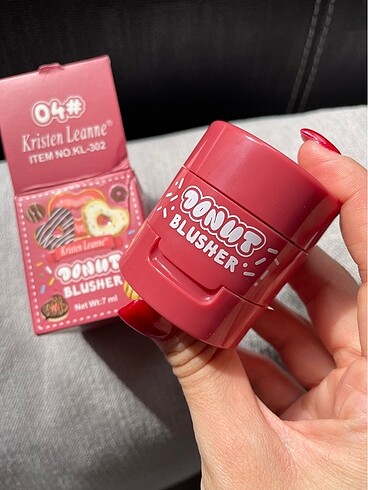 04#
Kristen Leanne®
ITEM NO.KL-302
Kristen Leanne®
DONUT
BLUSHER
Net Wt:7 ml
DONUT
BLUSHER